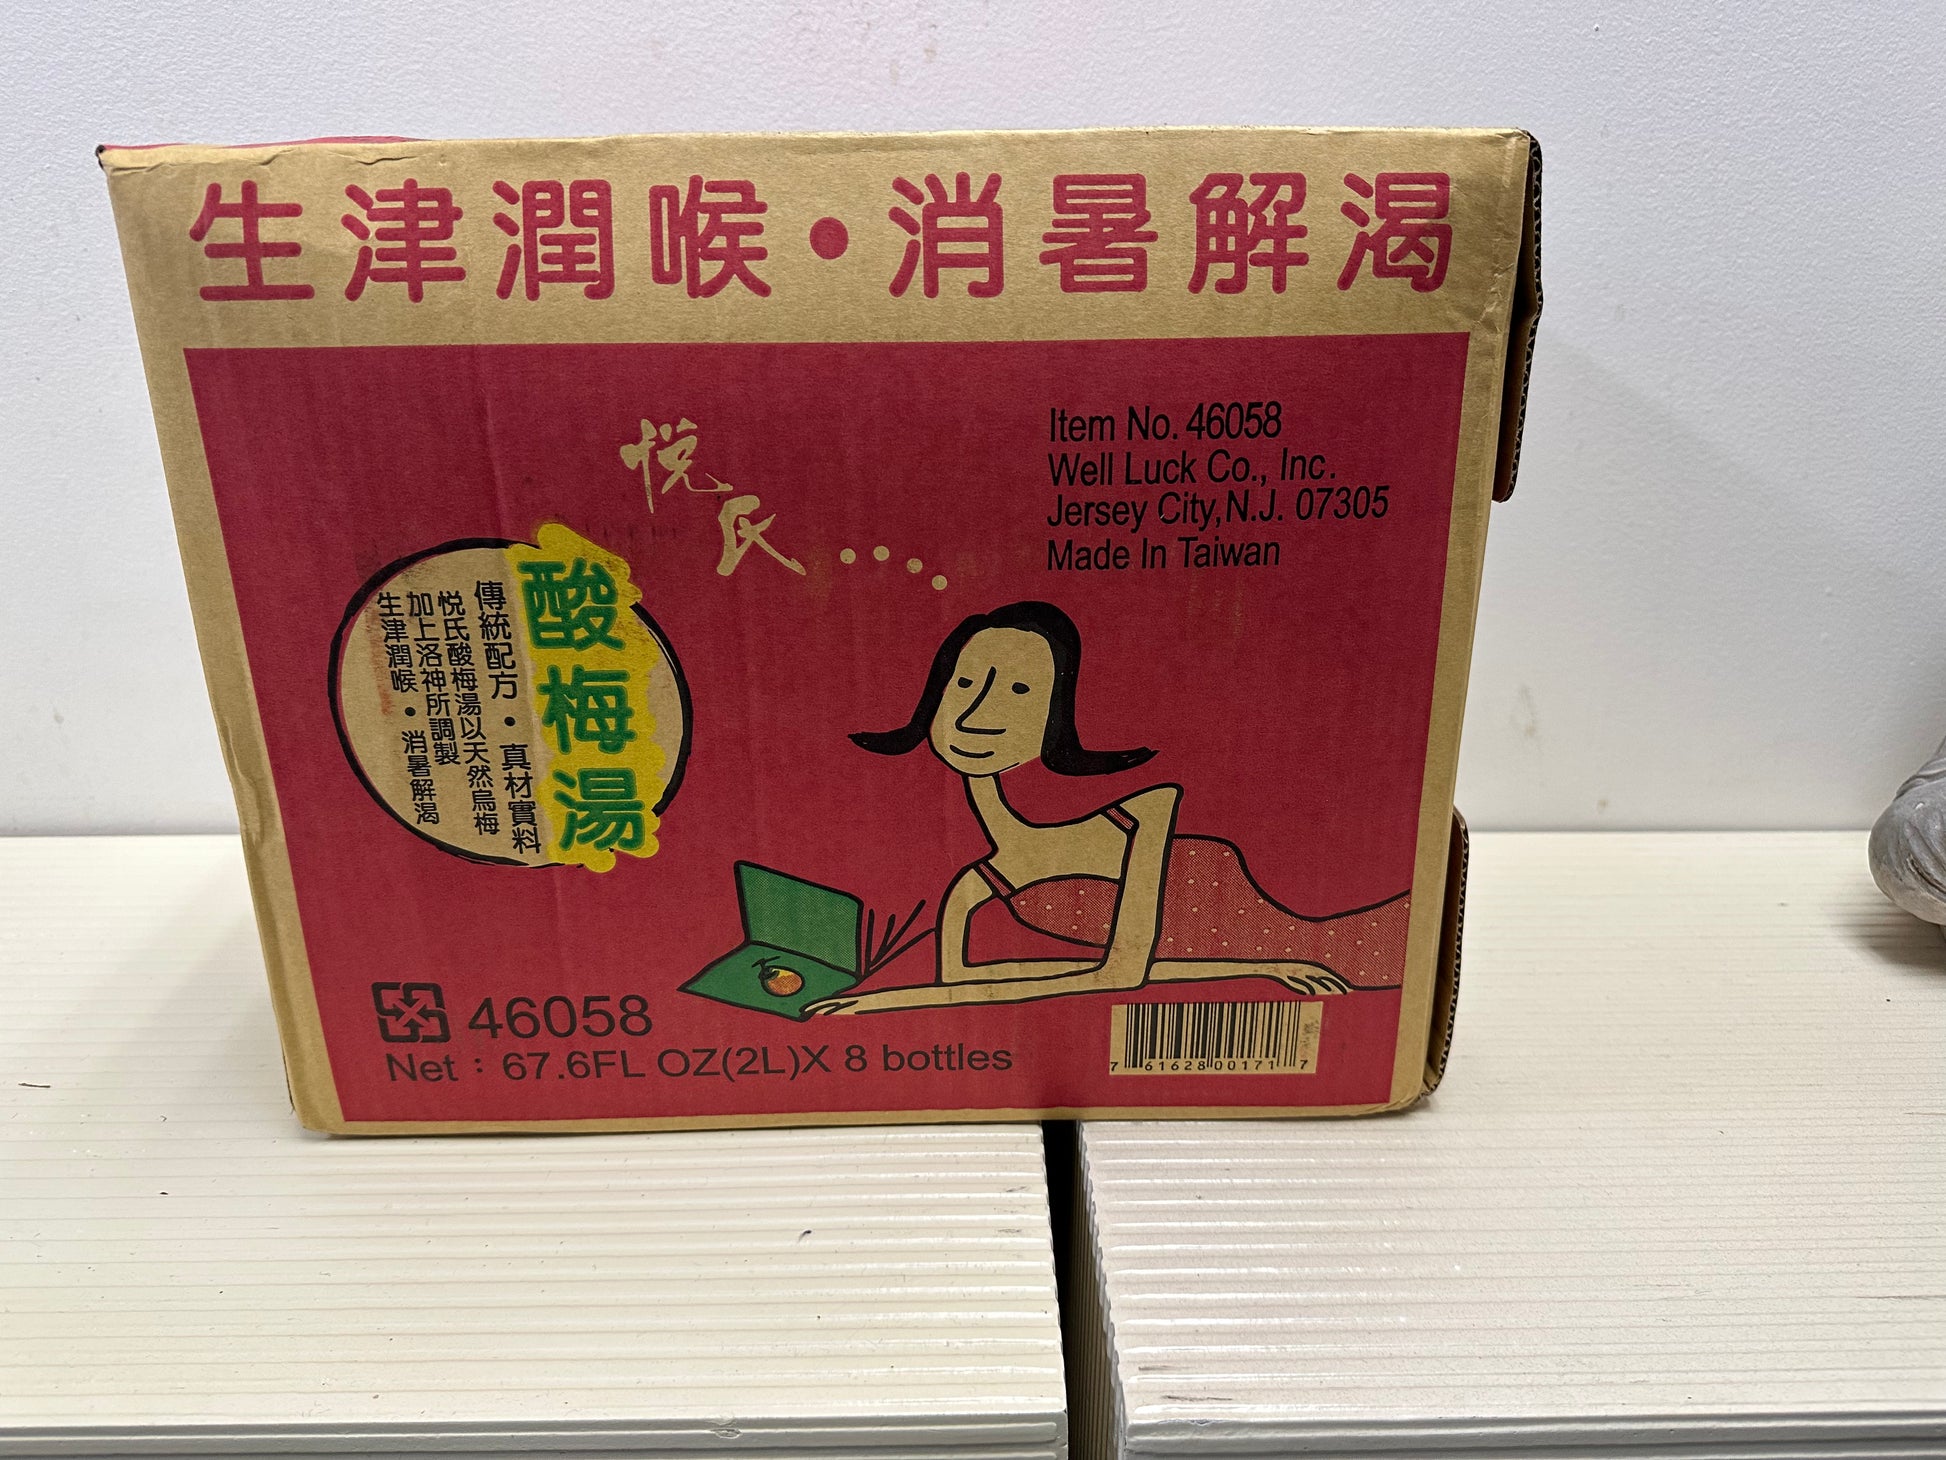 生津潤喉・消暑解渴
悦氏....
Item No. 46058
Well Luck Co., Inc.
Jersey City, N.J. 07305
Made In Taiwan
酸梅湯
傳統配方・真材實料
悦氏酸梅湯以天然烏梅
加上洛神所調製
生津潤喉・消暑解渴
46058
Net : 67.6FL OZ(2L)X 8 bottles
7 61628 00171 7